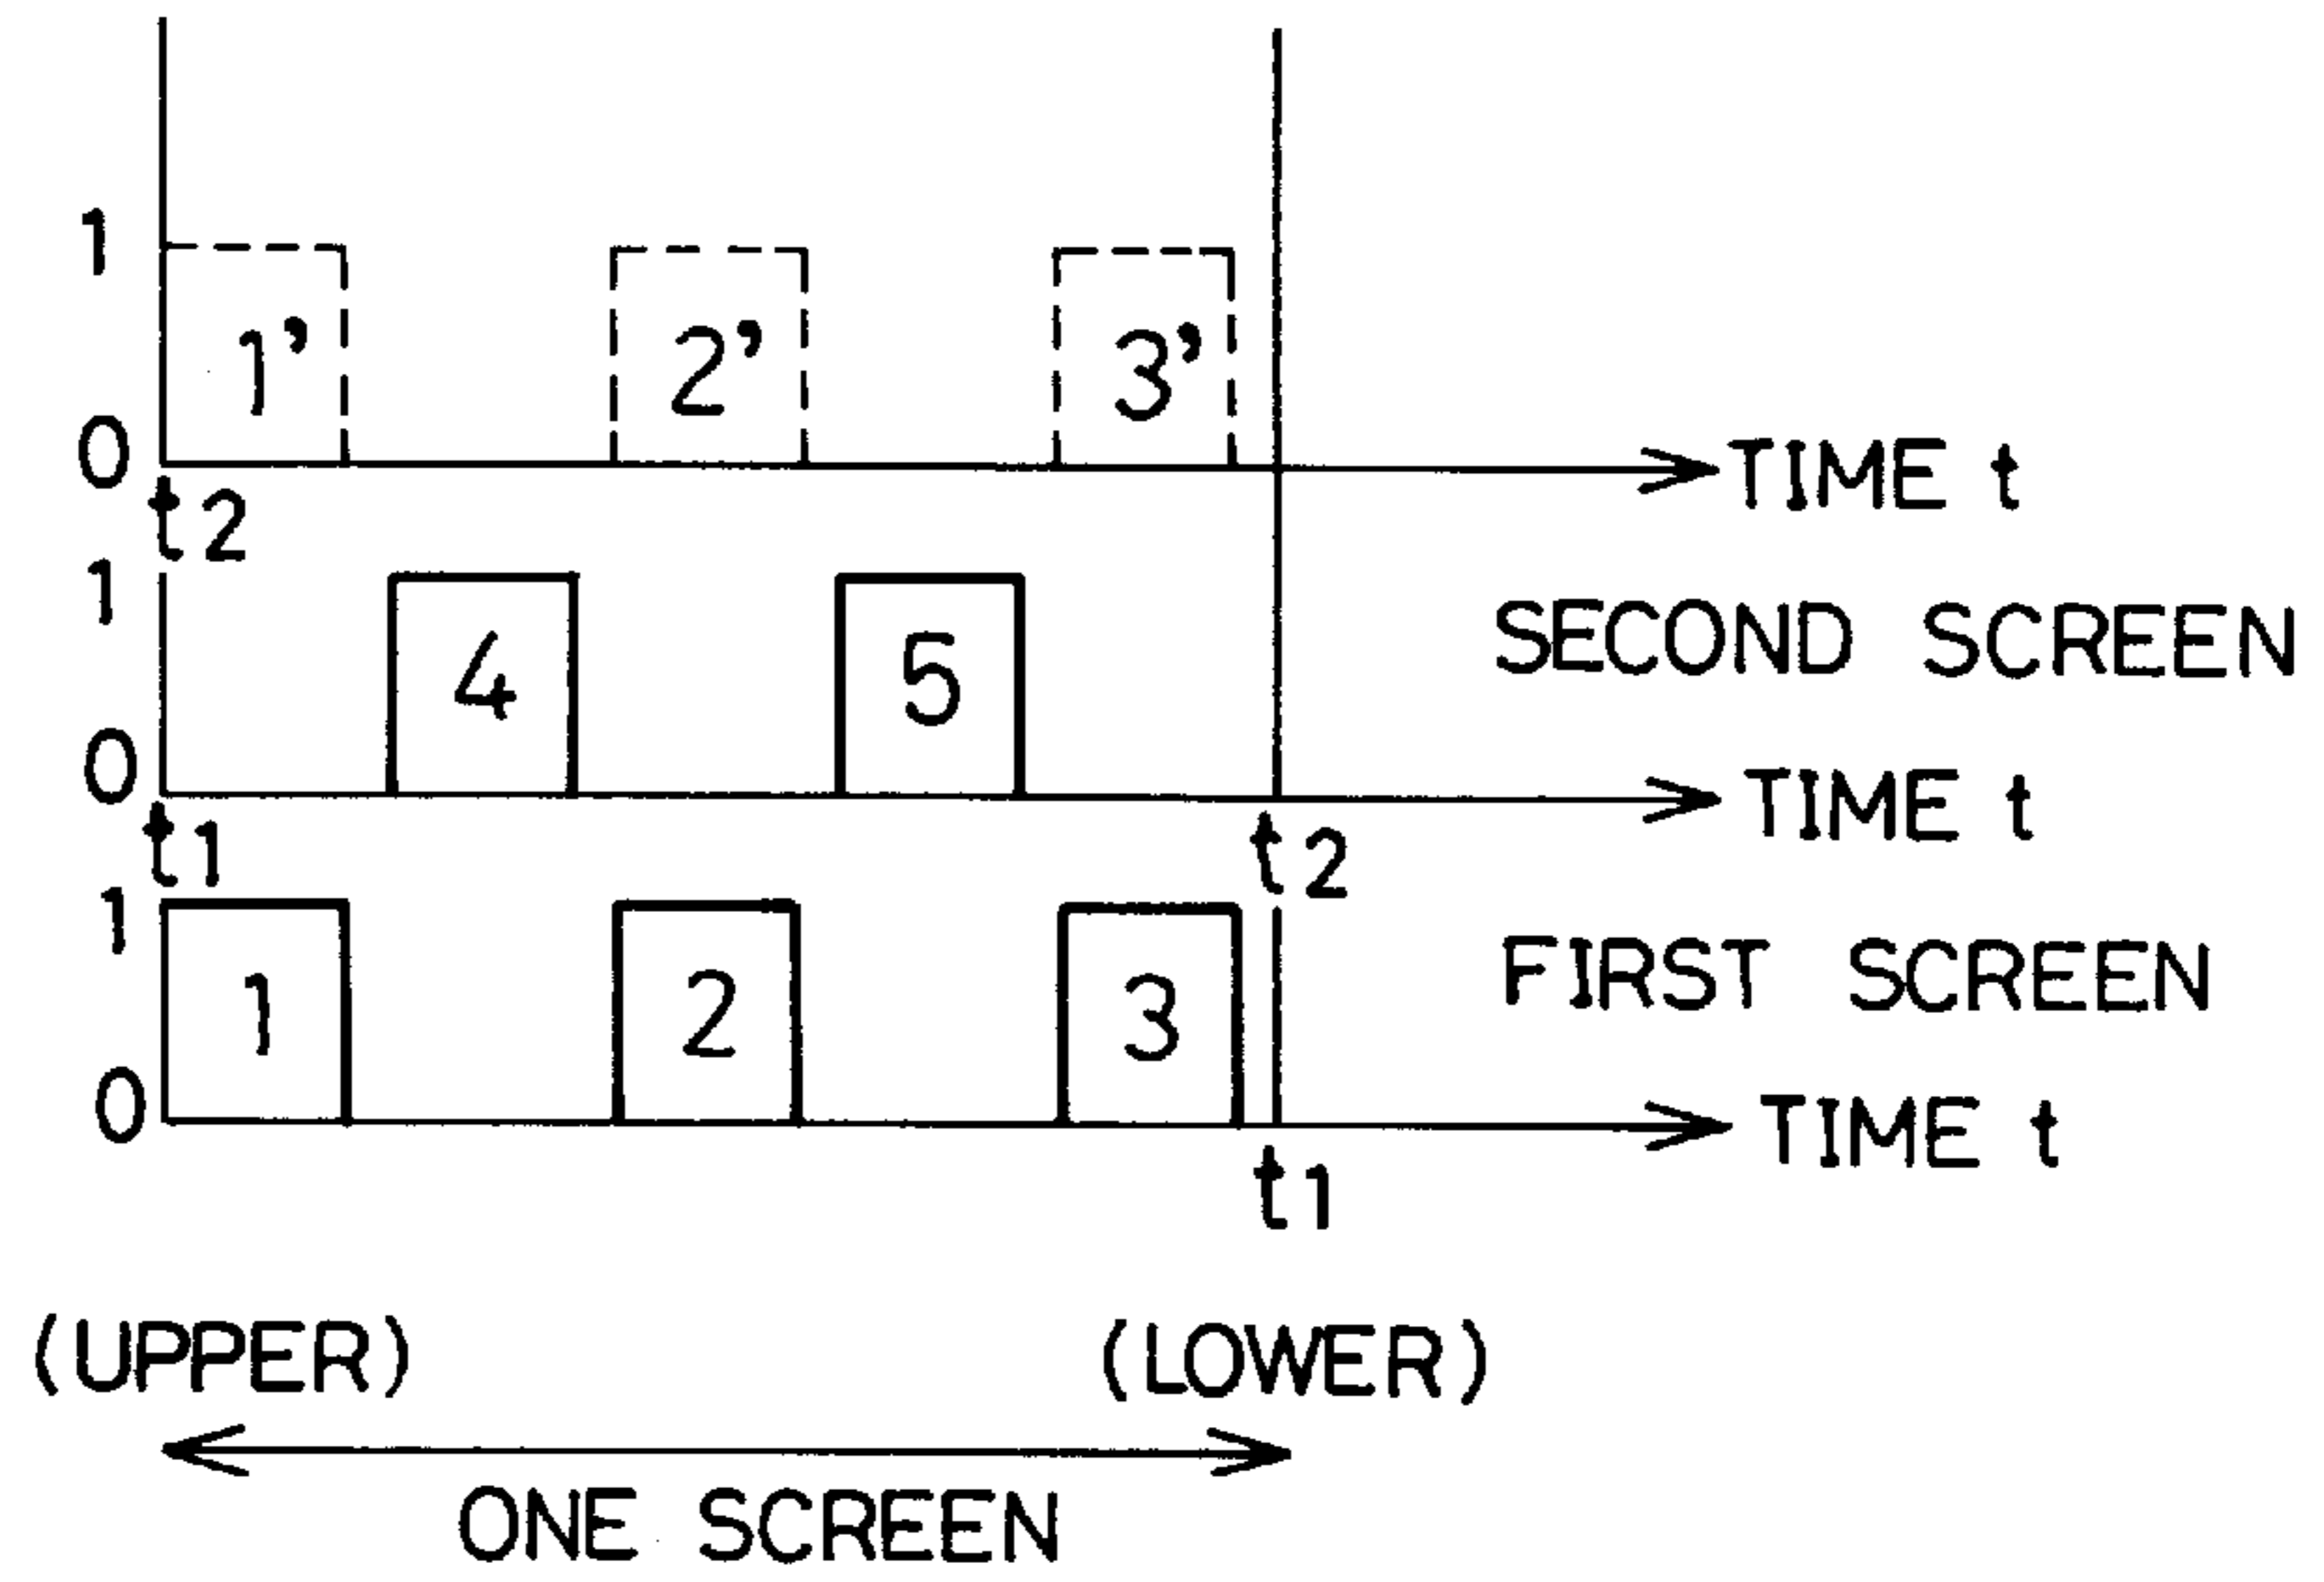 1
1' 2' 3'
0
TIME t
t2
1
4 5
SECOND SCREEN
0
TIME t
t1 t2
1
1 2 3
FIRST SCREEN
0
TIME t
t1
(UPPER) (LOWER)
ONE SCREEN